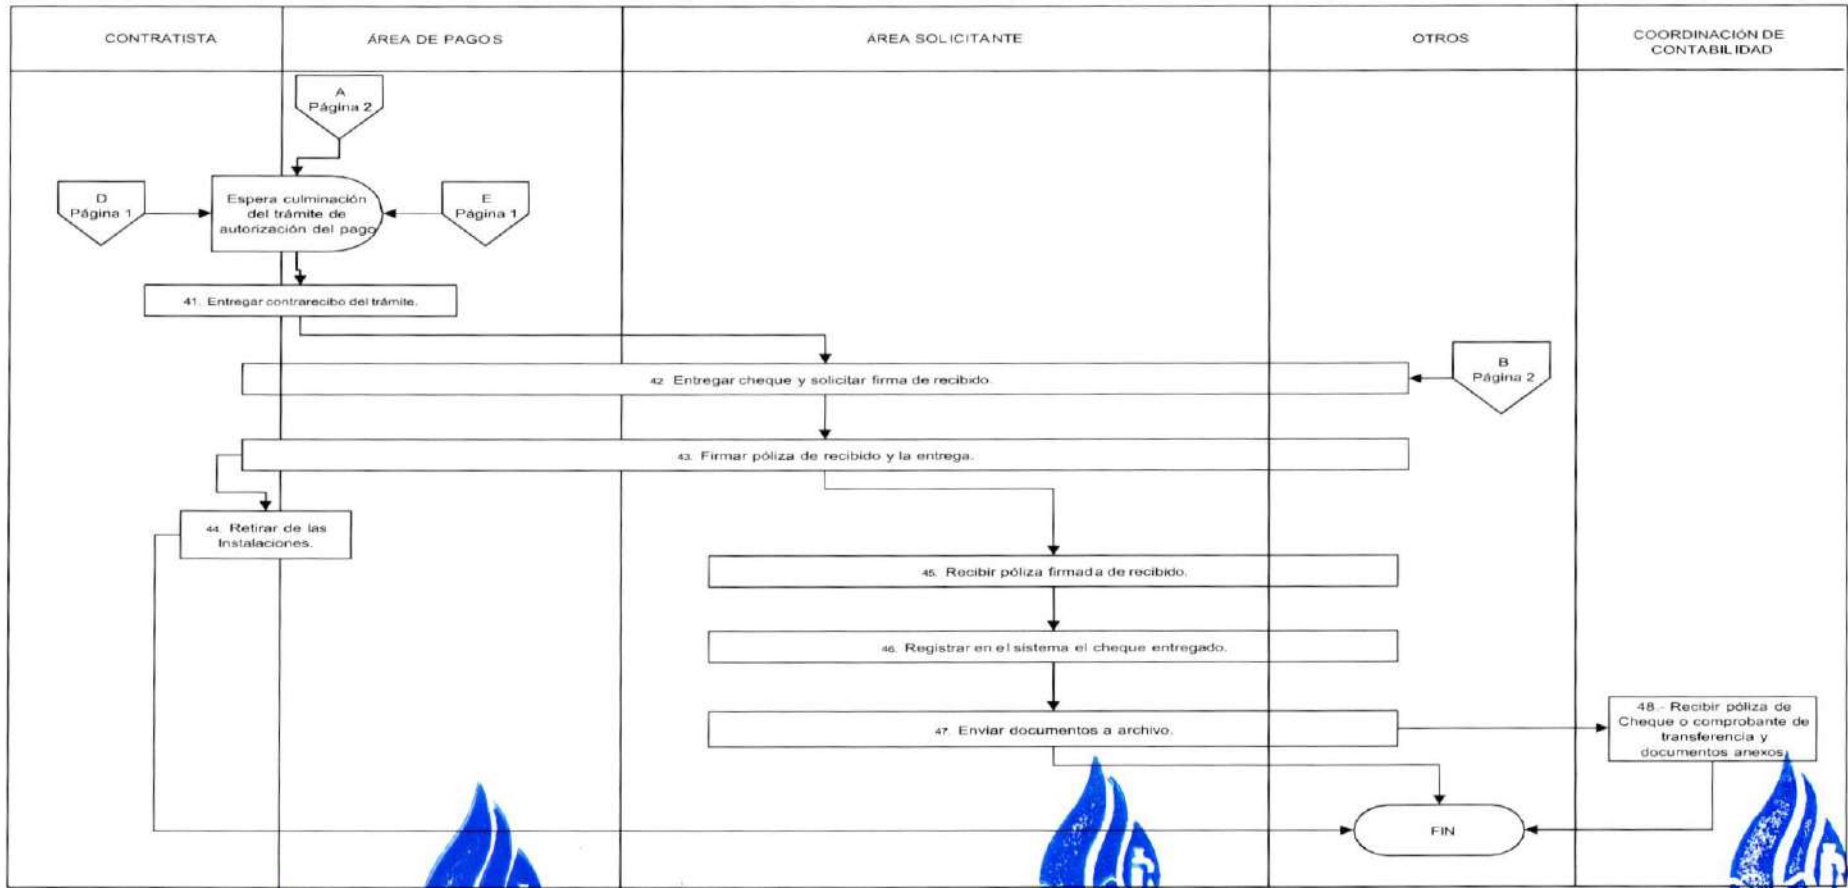 CONTRATISTA
ÁREA DE PAGOS
ÁREA SOLICITANTE
OTROS
COORDINACIÓN DE
CONTABILIDAD
A
Página 2
D
Página 1
Espera culminación
del trámite de
autorización del pago
E
Página 1
41. Entregar contrarecibo del trámite.
42 Entregar cheque y solicitar firma de recibido.
B
Página 2
43. Firmar póliza de recibido y la entrega.
44. Retirar de las
Instalaciones.
45. Recibir póliza firmada de recibido.
46. Registrar en el sistema el cheque entregado.
47. Enviar documentos a archivo.
48.- Recibir póliza de
Cheque o comprobante de
transferencia y
documentos anexos
FIN